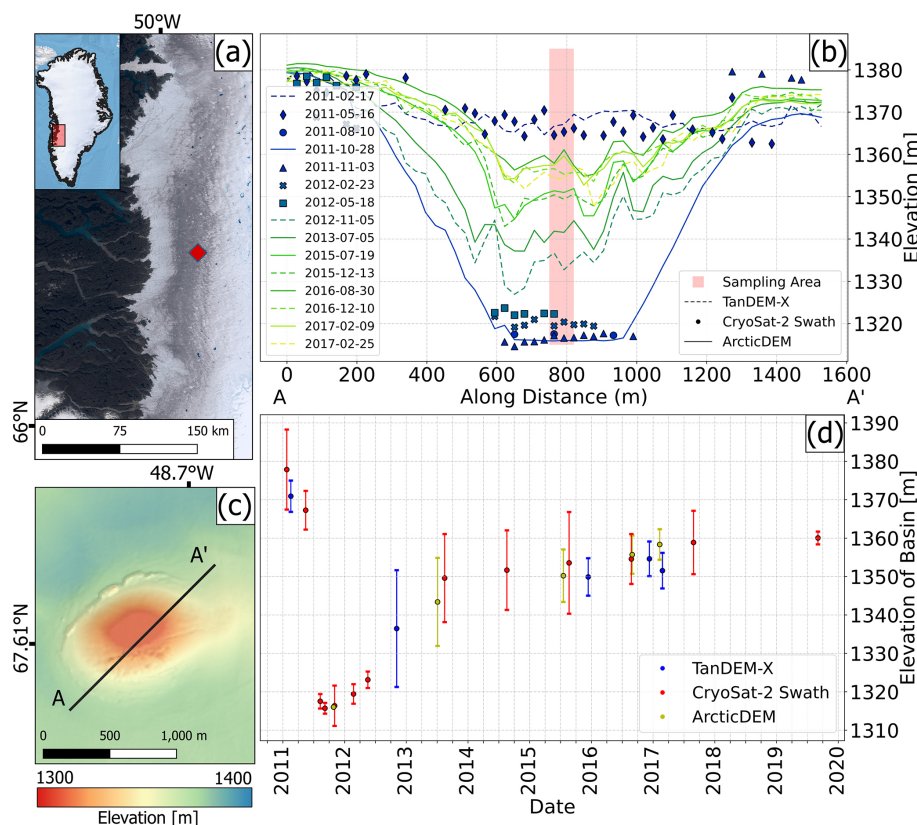 50°W
(a)
66°N
0 75 150 km
(b)
2011-02-17
2011-05-16
2011-08-10
2011-10-28
2011-11-03
2012-02-23
2012-05-18
2012-11-05
2013-07-05
2015-07-19
2015-12-13
2016-08-30
2016-12-10
2017-02-09
2017-02-25
Sampling Area
TanDEM-X
CryoSat-2 Swath
ArcticDEM
1380
1370
1360
1350
1340
1330
1320
Elevation [m]
0 200 400 600 800 1000 1200 1400 1600
A Along Distance (m) A'
48.7°W
(c)
67.61°N
A'
A
0 500 1,000 m
1300 1400
Elevation [m]
(d)
1390
1380
1370
1360
1350
1340
1330
1320
1310
Elevation of Basin [m]
TanDEM-X
CryoSat-2 Swath
ArcticDEM
2011 2012 2013 2014 2015 2016 2017 2018 2019 2020
Date